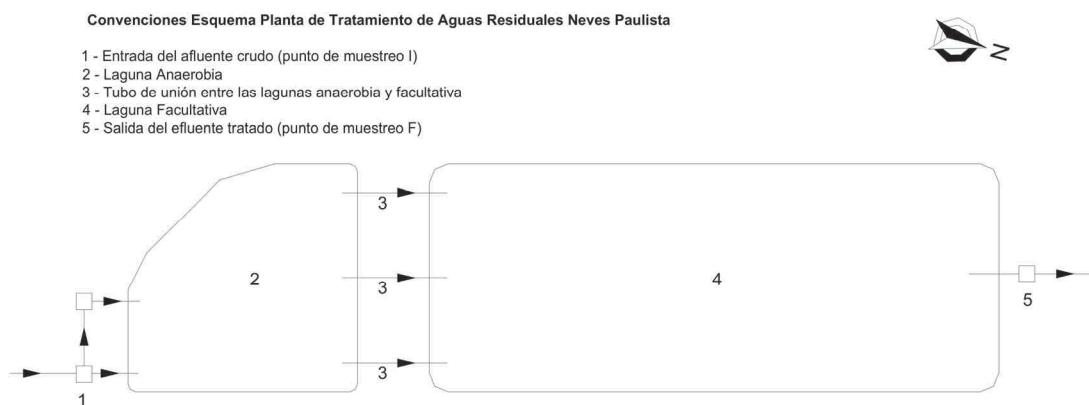 Convenciones Esquema Planta de Tratamiento de Aguas Residuales Neves Paulista
N
1 - Entrada del afluente crudo (punto de muestreo I)
2 - Laguna Anaerobia
3 - Tubo de unión entre las lagunas anaerobia y facultativa
4 - Laguna Facultativa
5 - Salida del efluente tratado (punto de muestreo F)
3
2
3
4
5
3
1